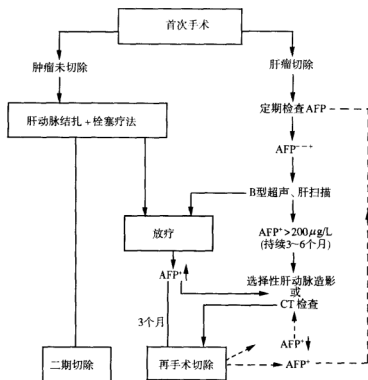 首次手术
肿瘤未切除
肝瘤切除
肝动脉结扎+栓塞疗法
定期检查AFP
AFP⁻→⁺
B型超声、肝扫描
放疗
AFP⁺>200μg/L
(持续3~6个月)
AFP⁺
选择性肝动脉造影
或
CT检查
3个月
AFP⁺
二期切除
再手术切除
AFP⁺